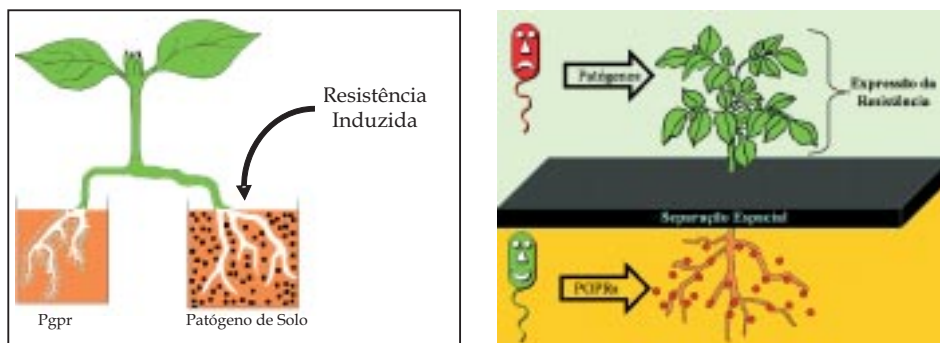 Resistência
Induzida
Pgpr
Patógeno de Solo
Patógenos
Expressão da
Resistência
Separação Espacial
PGPRs